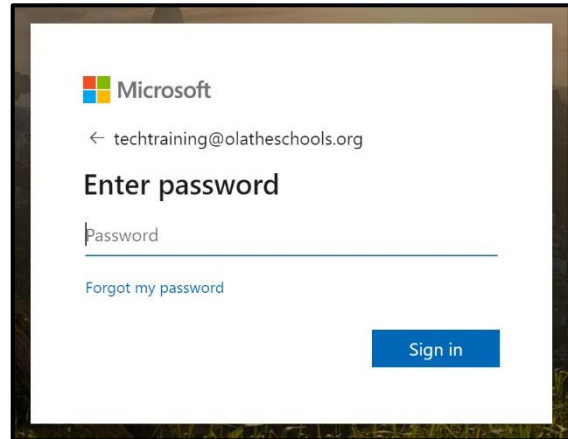 Microsoft
← techtraining@olatheschools.org
Enter password
Password
Forgot my password
Sign in